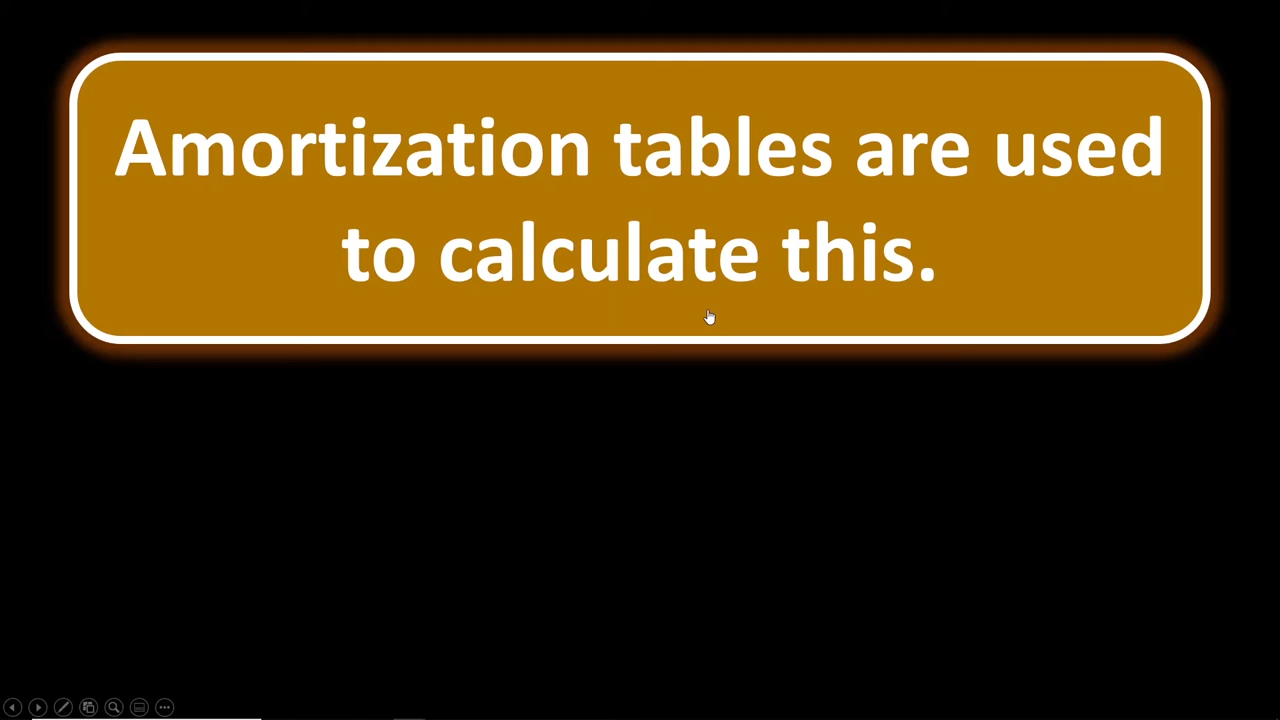 Amortization tables are used
to calculate this.